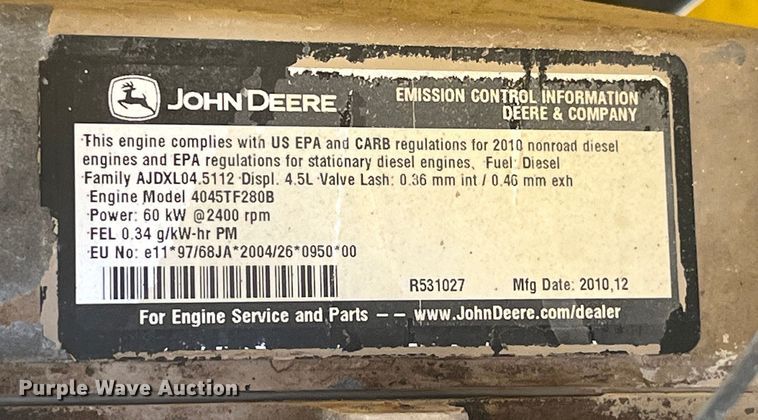 JOHN DEERE
EMISSION CONTROL INFORMATION
DEERE & COMPANY
This engine complies with US EPA and CARB regulations for 2010 nonroad diesel
engines and EPA regulations for stationary diesel engines. Fuel: Diesel
Family AJDXL04.5112 Displ. 4.5L Valve Lash: 0.36 mm int / 0.46 mm exh
Engine Model 4045TF280B
Power: 60 kW @2400 rpm
FEL 0.34 g/kW-hr PM
EU No: e11*97/68JA*2004/26*0950*00
R531027 Mfg Date: 2010,12
For Engine Service and Parts – – www.JohnDeere.com/dealer
Purple Wave Auction